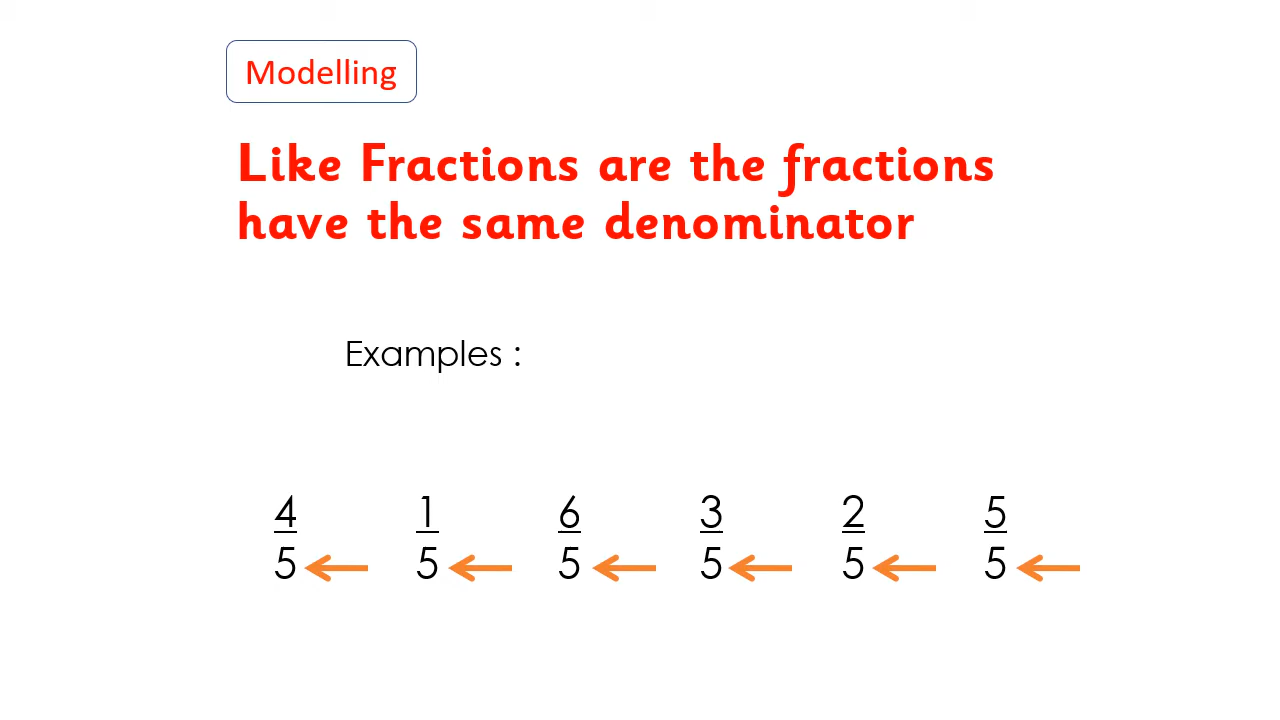 Modelling
Like Fractions are the fractions
have the same denominator
Examples :
4 1 6 3 2 5
5 5 5 5 5 5